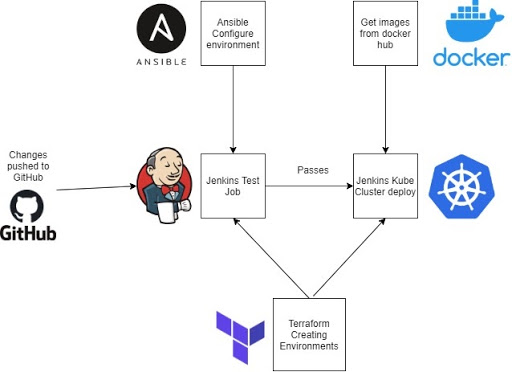 Ansible
Configure
environment
ANSIBLE
Get images
from docker
hub
docker
Changes
pushed to
GitHub
GitHub
Jenkins Test
Job
Passes
Jenkins Kube
Cluster deploy
Terraform
Creating
Environments